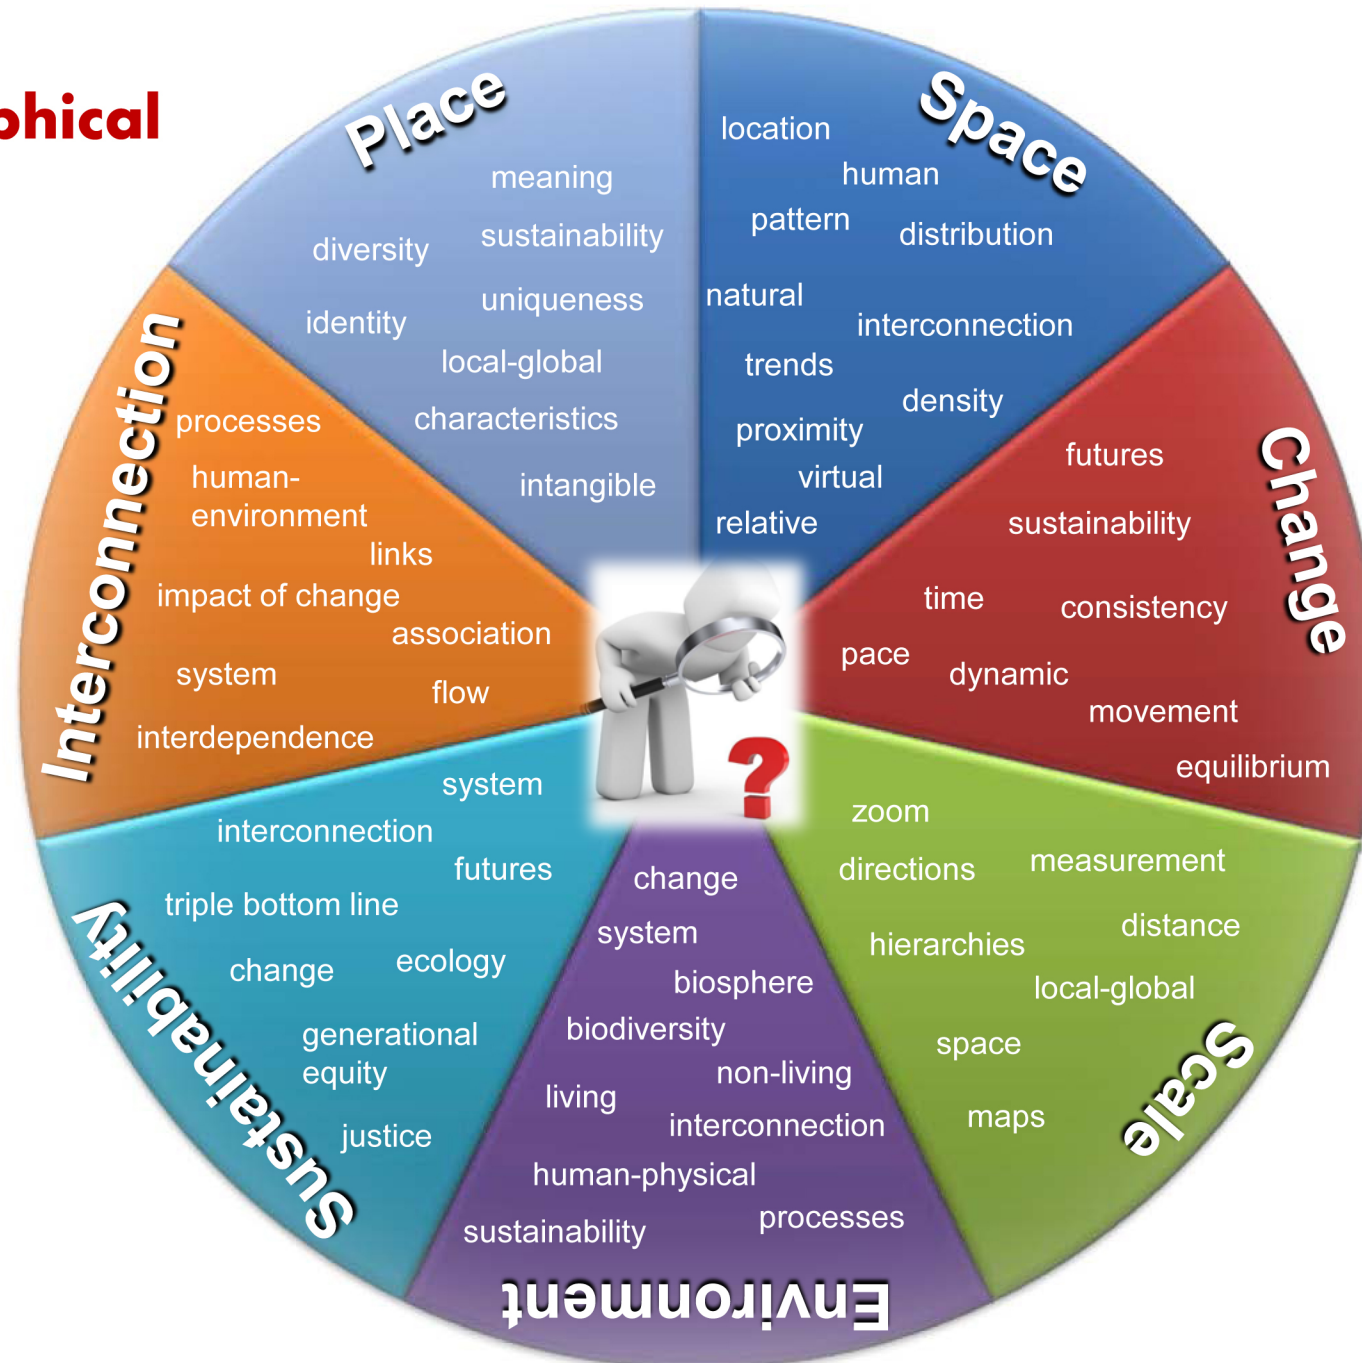 phical
Place
meaning
diversity
sustainability
uniqueness
identity
local-global
characteristics
intangible
Space
location
human
pattern
distribution
natural
interconnection
trends
density
proximity
virtual
relative
Change
futures
sustainability
time
consistency
pace
dynamic
movement
equilibrium
Scale
zoom
directions
measurement
distance
hierarchies
local-global
space
maps
Environment
change
system
biosphere
biodiversity
non-living
living
interconnection
human-physical
processes
sustainability
Sustainability
system
interconnection
futures
triple bottom line
change
ecology
generational
equity
justice
Interconnection
processes
human-
environment
links
impact of change
association
system
flow
interdependence
?